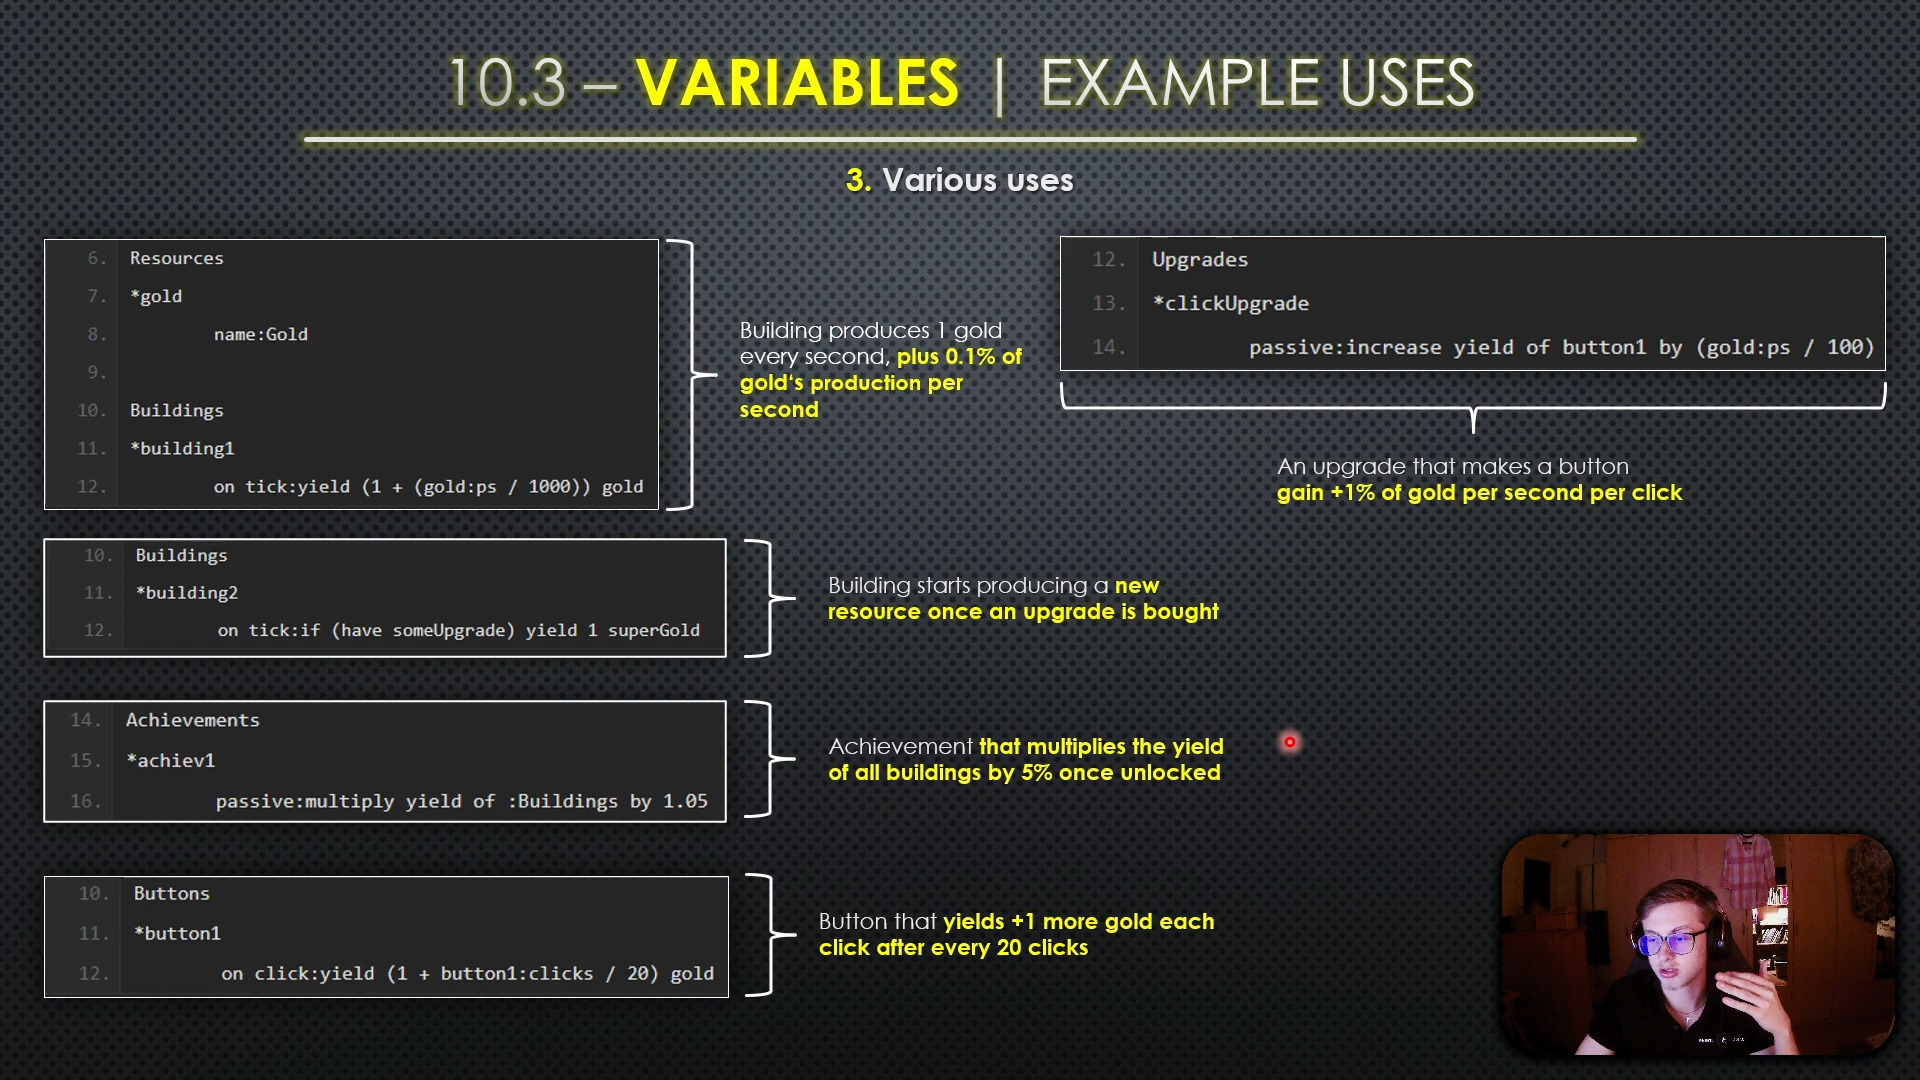 10.3 – VARIABLES | EXAMPLE USES
3. Various uses
6. Resources
7. *gold
8. name:Gold
9.
10. Buildings
11. *building1
12. on tick:yield (1 + (gold:ps / 1000)) gold
Building produces 1 gold
every second, plus 0.1% of
gold‘s production per
second
12. Upgrades
13. *clickUpgrade
14. passive:increase yield of button1 by (gold:ps / 100)
An upgrade that makes a button
gain +1% of gold per second per click
10. Buildings
11. *building2
12. on tick:if (have someUpgrade) yield 1 superGold
Building starts producing a new
resource once an upgrade is bought
14. Achievements
15. *achiev1
16. passive:multiply yield of :Buildings by 1.05
Achievement that multiplies the yield
of all buildings by 5% once unlocked
10. Buttons
11. *button1
12. on click:yield (1 + button1:clicks / 20) gold
Button that yields +1 more gold each
click after every 20 clicks